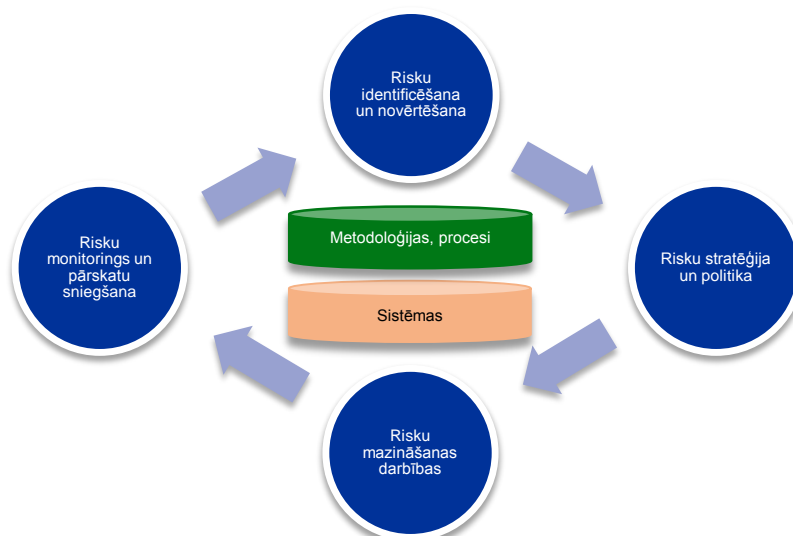 Risku
identificēšana
un novērtēšana
Metodoloģijas, procesi
Risku
monitorings un
pārskatu
sniegšana
Risku stratēģija
un politika
Sistēmas
Risku
mazināšanas
darbības